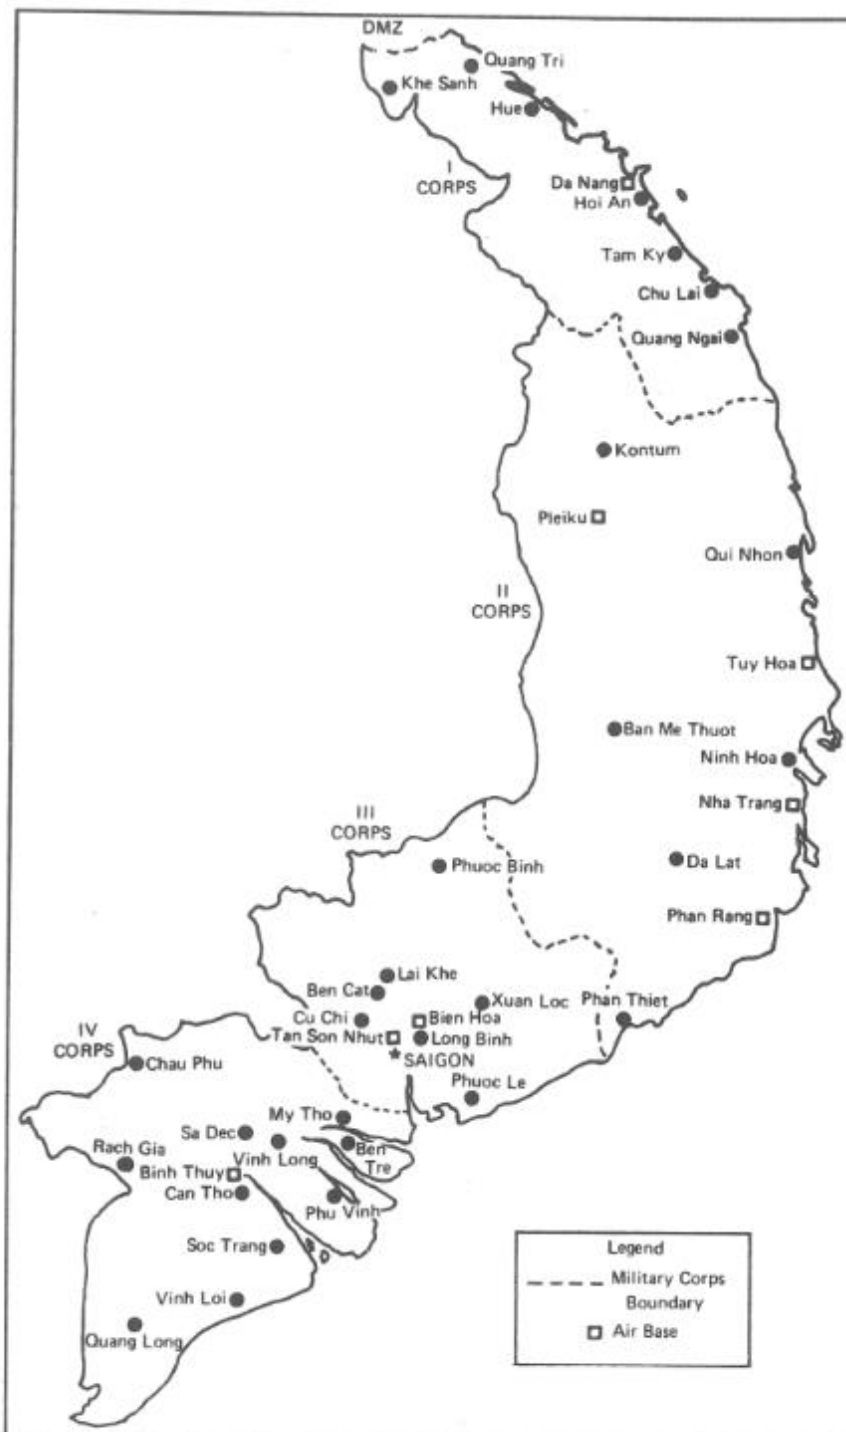 DMZ
Quang Tri
Khe Sanh
Hue
I
CORPS
Da Nang
Hoi An
Tam Ky
Chu Lai
Quang Ngai
Kontum
Pleiku
Qui Nhon
II
CORPS
Tuy Hoa
Ban Me Thuot
Ninh Hoa
Nha Trang
III
CORPS
Phuoc Binh
Da Lat
Phan Rang
Lai Khe
Ben Cat
Xuan Loc
Phan Thiet
Cu Chi
Bien Hoa
IV
CORPS
Tan Son Nhut
Long Binh
SAIGON
Chau Phu
Phuoc Le
My Tho
Sa Dec
Rach Gia
Vinh Long
Ben
Tre
Binh Thuy
Can Tho
Phu Vinh
Soc Trang
Vinh Loi
Quang Long
Legend
Military Corps
Boundary
Air Base